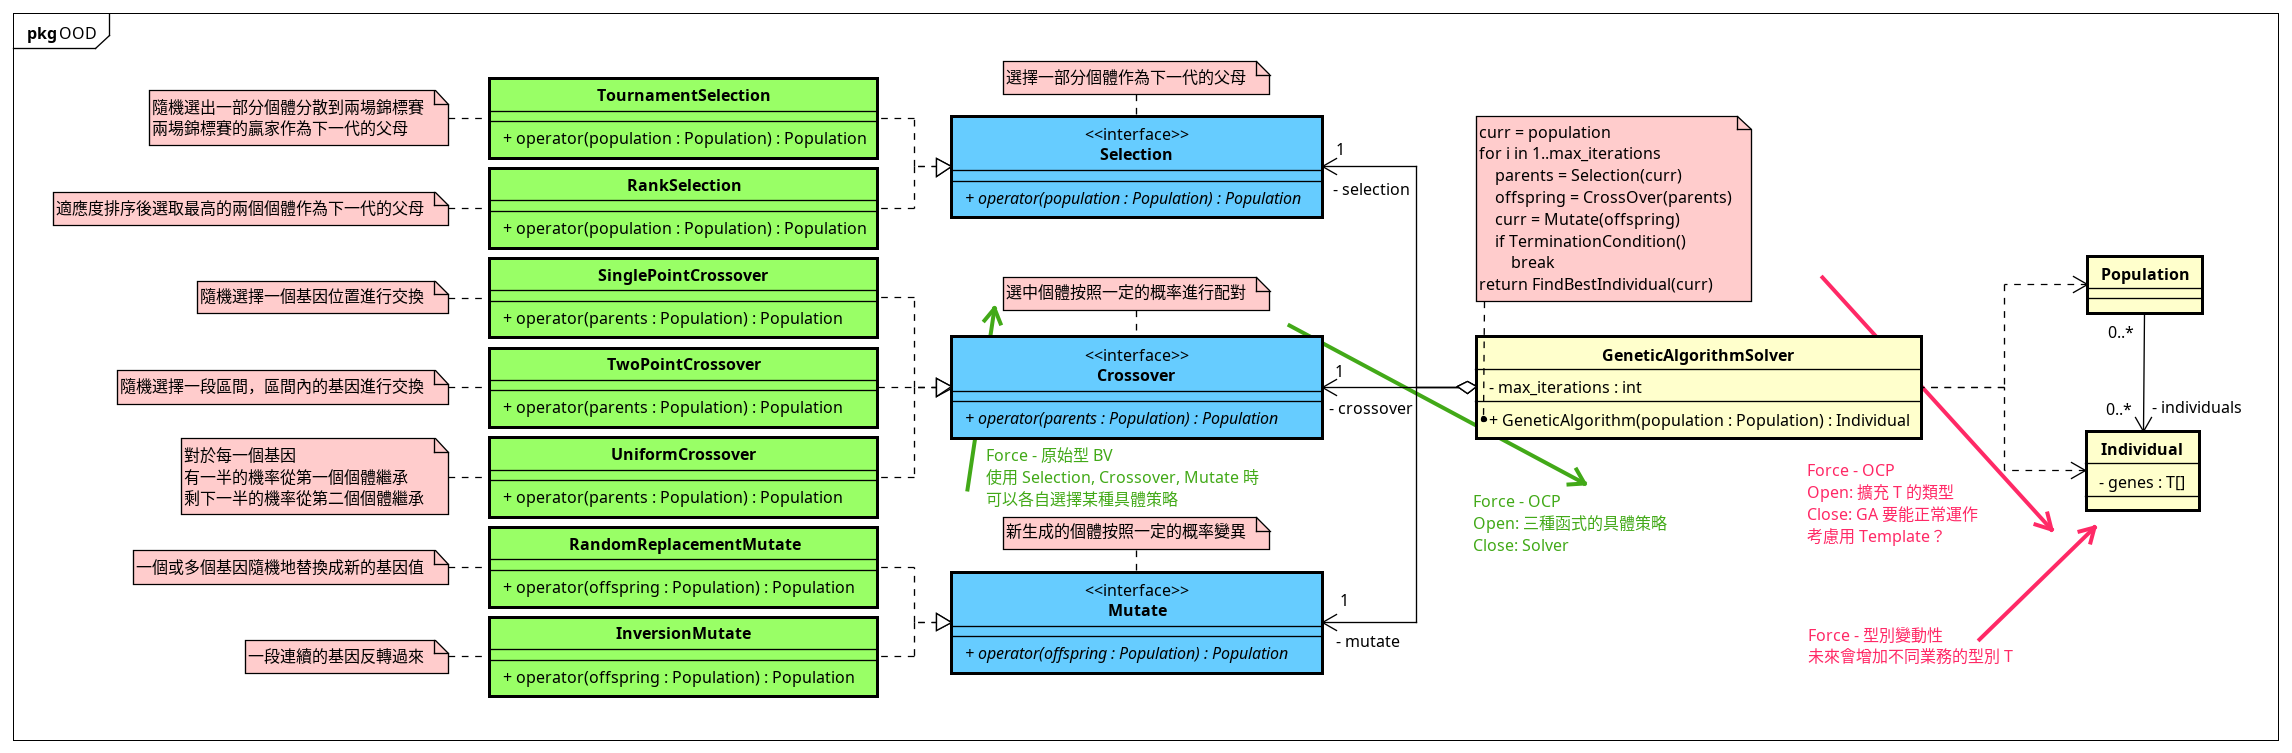 pkg OOD
隨機選出一部分個體分散到兩場錦標賽
兩場錦標賽的贏家作為下一代的父母
適應度排序後選取最高的兩個個體作為下一代的父母
隨機選擇一個基因位置進行交換
隨機選擇一段區間，區間內的基因進行交換
對於每一個基因
有一半的機率從第一個個體繼承
剩下一半的機率從第二個個體繼承
一個或多個基因隨機地替換成新的基因值
一段連續的基因反轉過來
TournamentSelection
+ operator(population : Population) : Population
RankSelection
+ operator(population : Population) : Population
SinglePointCrossover
+ operator(parents : Population) : Population
TwoPointCrossover
+ operator(parents : Population) : Population
UniformCrossover
+ operator(parents : Population) : Population
RandomReplacementMutate
+ operator(offspring : Population) : Population
InversionMutate
+ operator(offspring : Population) : Population
選擇一部分個體作為下一代的父母
<<interface>>
Selection
+ operator(population : Population) : Population
1
- selection
選中個體按照一定的概率進行配對
<<interface>>
Crossover
+ operator(parents : Population) : Population
1
- crossover
Force - 原始型 BV
使用 Selection, Crossover, Mutate 時
可以各自選擇某種具體策略
新生成的個體按照一定的概率變異
<<interface>>
Mutate
+ operator(offspring : Population) : Population
1
- mutate
curr = population
for i in 1..max_iterations
parents = Selection(curr)
offspring = CrossOver(parents)
curr = Mutate(offspring)
if TerminationCondition()
break
return FindBestIndividual(curr)
GeneticAlgorithmSolver
- max_iterations : int
+ GeneticAlgorithm(population : Population) : Individual
Force - OCP
Open: 三種函式的具體策略
Close: Solver
Force - OCP
Open: 擴充 T 的類型
Close: GA 要能正常運作
考慮用 Template？
Force - 型別變動性
未來會增加不同業務的型別 T
Population
0..*
0..*
- individuals
Individual
- genes : T[]